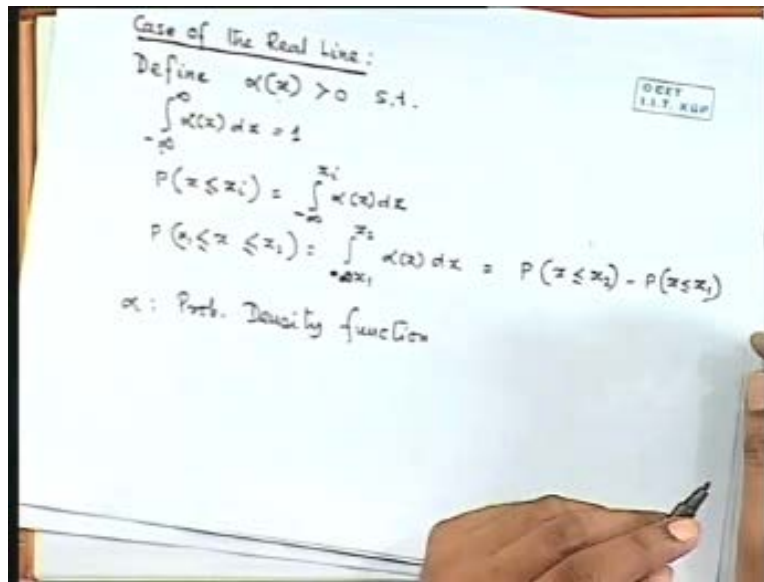 Case of the Real Line:
Define α(x) > 0 s.t.
∫_{-∞}^{∞} α(x) dx = 1
P(x ≤ x_i) = ∫_{-∞}^{x_i} α(x) dx
P(x_1 ≤ x ≤ x_2) = ∫_{x_1}^{x_2} α(x) dx = P(x ≤ x_2) - P(x ≤ x_1)
α: Prob. Density function
I.I.T. KGP